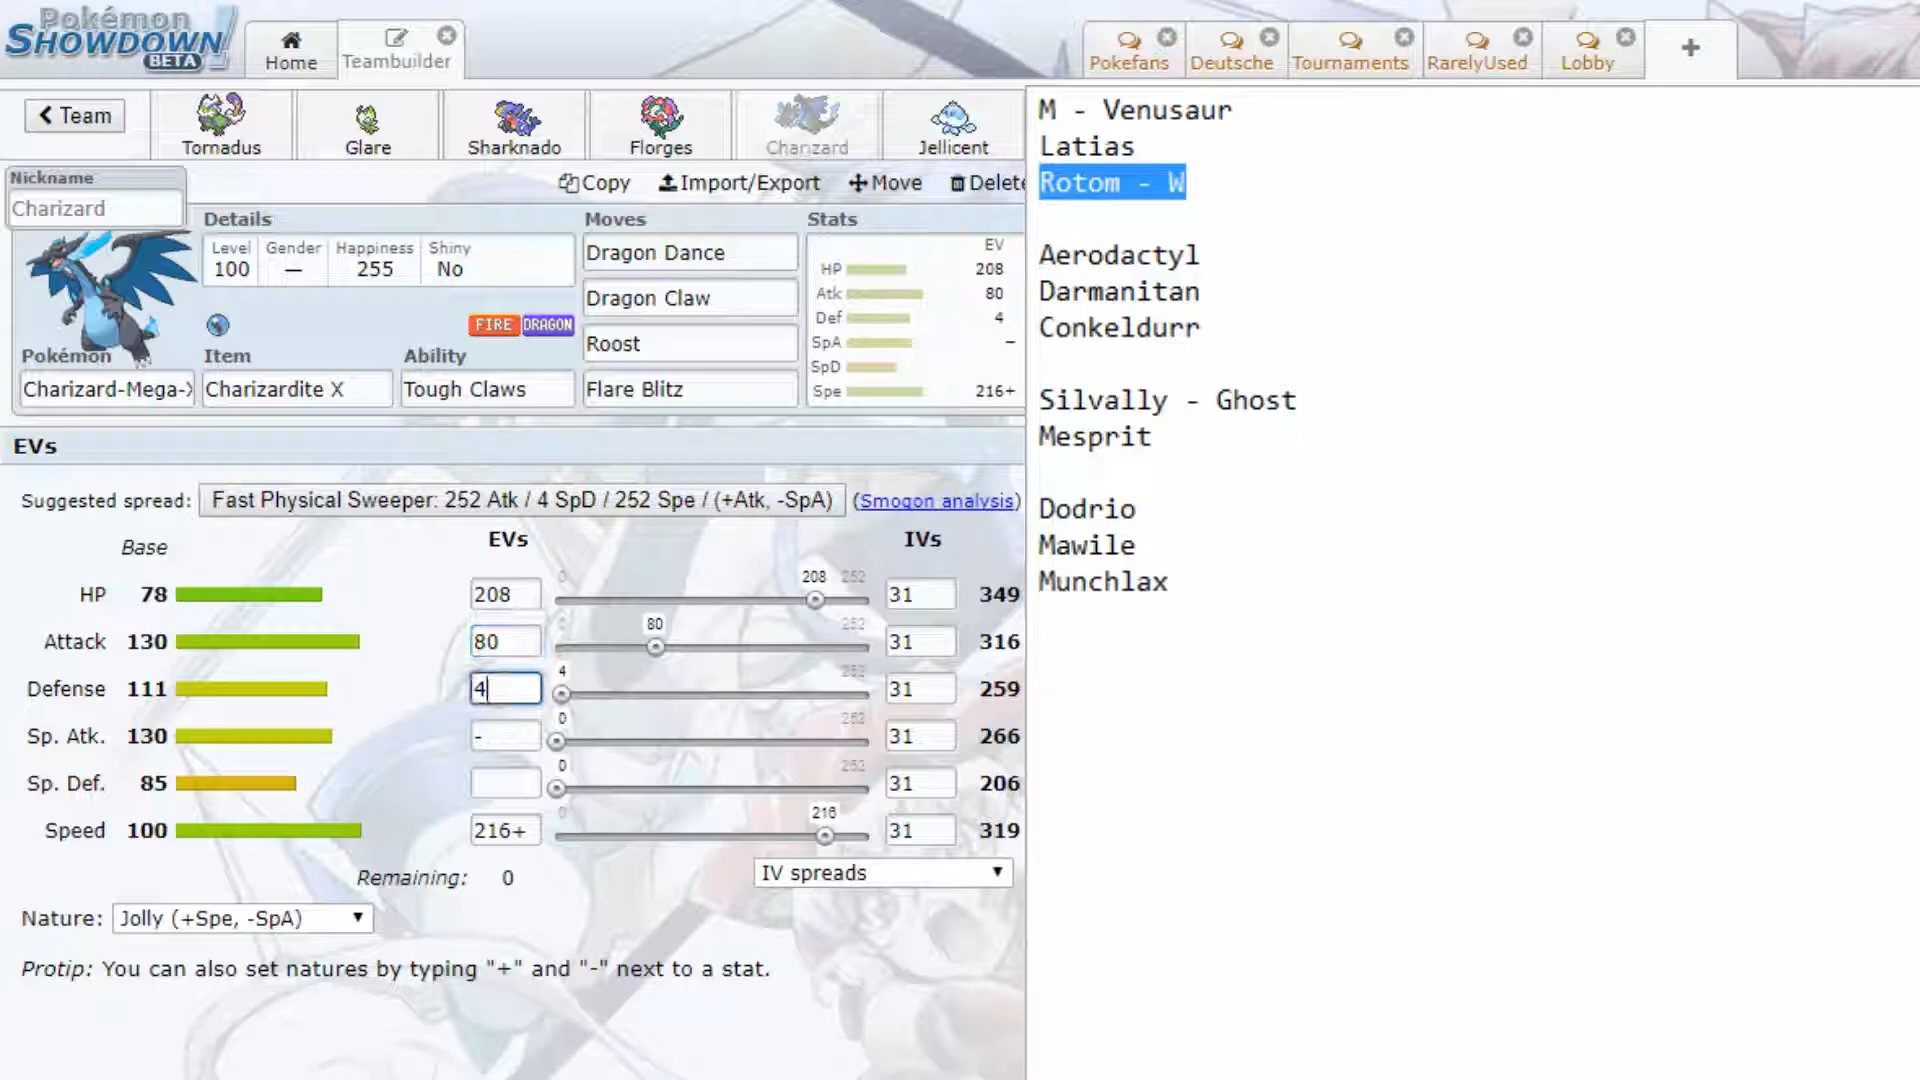 Pokémon
SHOWDOWN!
BETA
Home
Teambuilder
Pokefans
Deutsche
Tournaments
RarelyUsed
Lobby
+
Team
Tornadus
Glare
Sharknado
Florges
Charizard
Jellicent
Nickname
Charizard
Copy
Import/Export
Move
Delete
Details
Level
100
Gender
—
Happiness
255
Shiny
No
FIRE
DRAGON
Pokémon
Charizard-Mega-X
Item
Charizardite X
Ability
Tough Claws
Moves
Dragon Dance
Dragon Claw
Roost
Flare Blitz
Stats
EV
HP 208
Atk 80
Def 4
SpA –
SpD
Spe 216+
EVs
Suggested spread: Fast Physical Sweeper: 252 Atk / 4 SpD / 252 Spe / (+Atk, -SpA) (Smogon analysis)
Base EVs IVs
HP 78 208 0 208 252 31 349
Attack 130 80 0 80 252 31 316
Defense 111 4 4 252 31 259
Sp. Atk. 130 - 0 252 31 266
Sp. Def. 85 0 252 31 206
Speed 100 216+ 0 216 31 319
Remaining: 0
IV spreads
Nature: Jolly (+Spe, -SpA)
Protip: You can also set natures by typing "+" and "-" next to a stat.
M - Venusaur
Latias
Rotom - W
Aerodactyl
Darmanitan
Conkeldurr
Silvally - Ghost
Mesprit
Dodrio
Mawile
Munchlax